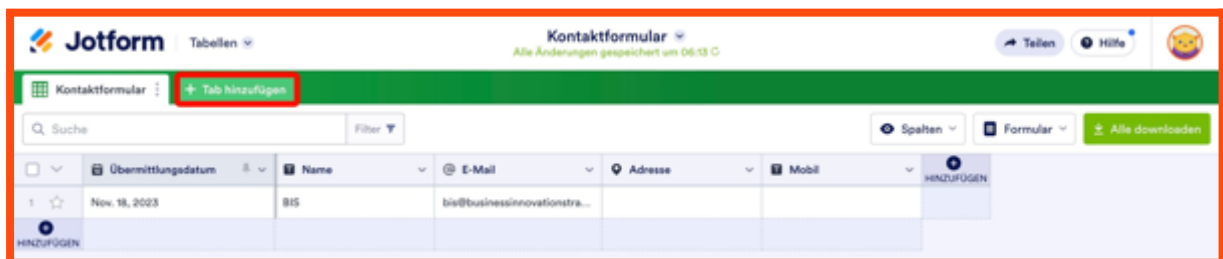 Jotform Tabellen Kontaktformular
Alle Änderungen gespeichert um 06:13
Teilen Hilfe
Kontaktformular + Tab hinzufügen
Suche Filter Spalten Formular Alle downloaden
Übermittlungsdatum Name E-Mail Adresse Mobil HINZUFÜGEN
1 Nov. 18, 2023 BIS bis@businessinnovationstra...
HINZUFÜGEN